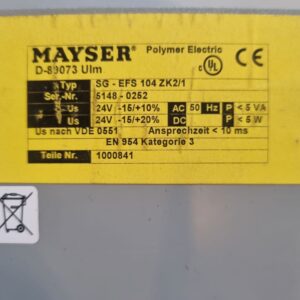 MAYSER® Polymer Electric
D-89073 Ulm
Typ SG - EFS 104 ZK2/1
Ser.-Nr. 5148 - 0252
Us 24V -15/+10% AC 50 Hz P < 5 VA
Us 24V -15/+20% DC P < 5 W
Us nach VDE 0551 Ansprechzeit < 10 ms
EN 954 Kategorie 3
Teile Nr. 1000841
c UL us